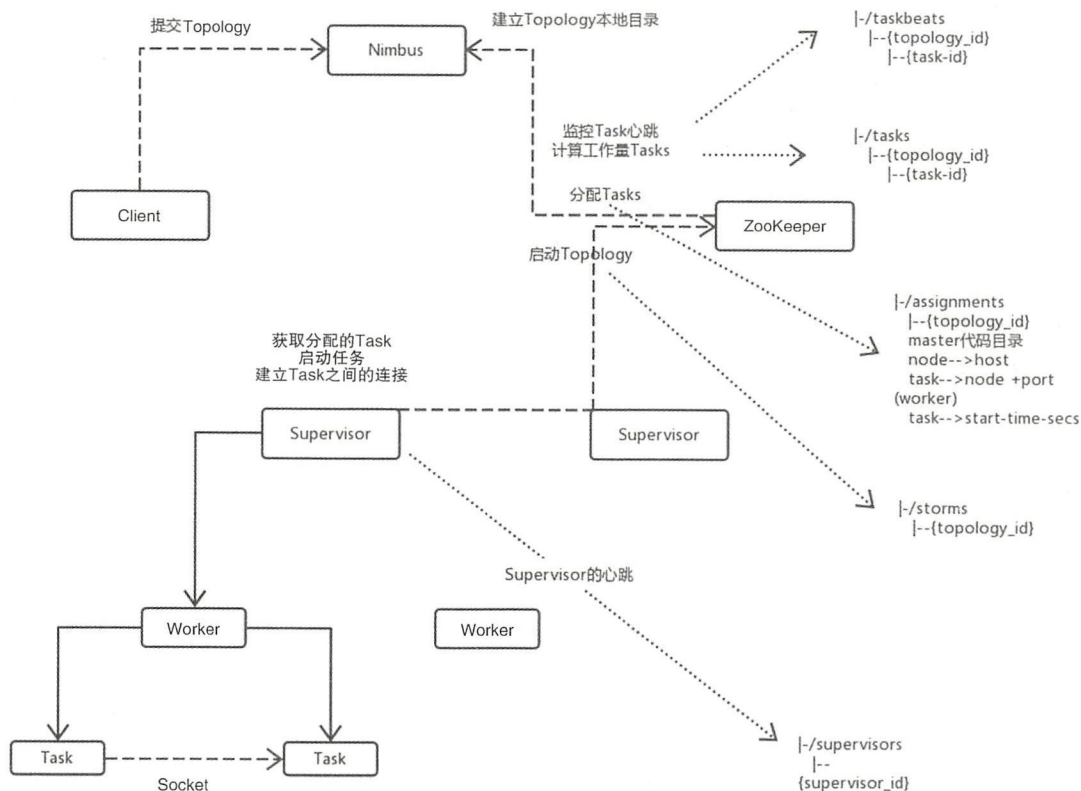 提交Topology
Nimbus
建立Topology本地目录
|-/taskbeats
|--{topology_id}
|--{task-id}
监控Task心跳
计算工作量Tasks
|-/tasks
|--{topology_id}
|--{task-id}
分配Tasks
Client
ZooKeeper
启动Topology
|-/assignments
|--{topology_id}
master代码目录
node-->host
task-->node +port
(worker)
task-->start-time-secs
获取分配的Task
启动任务
建立Task之间的连接
Supervisor
Supervisor
|-/storms
|--{topology_id}
Supervisor的心跳
Worker
Worker
Task
Task
Socket
|-/supervisors
|--
{supervisor_id}